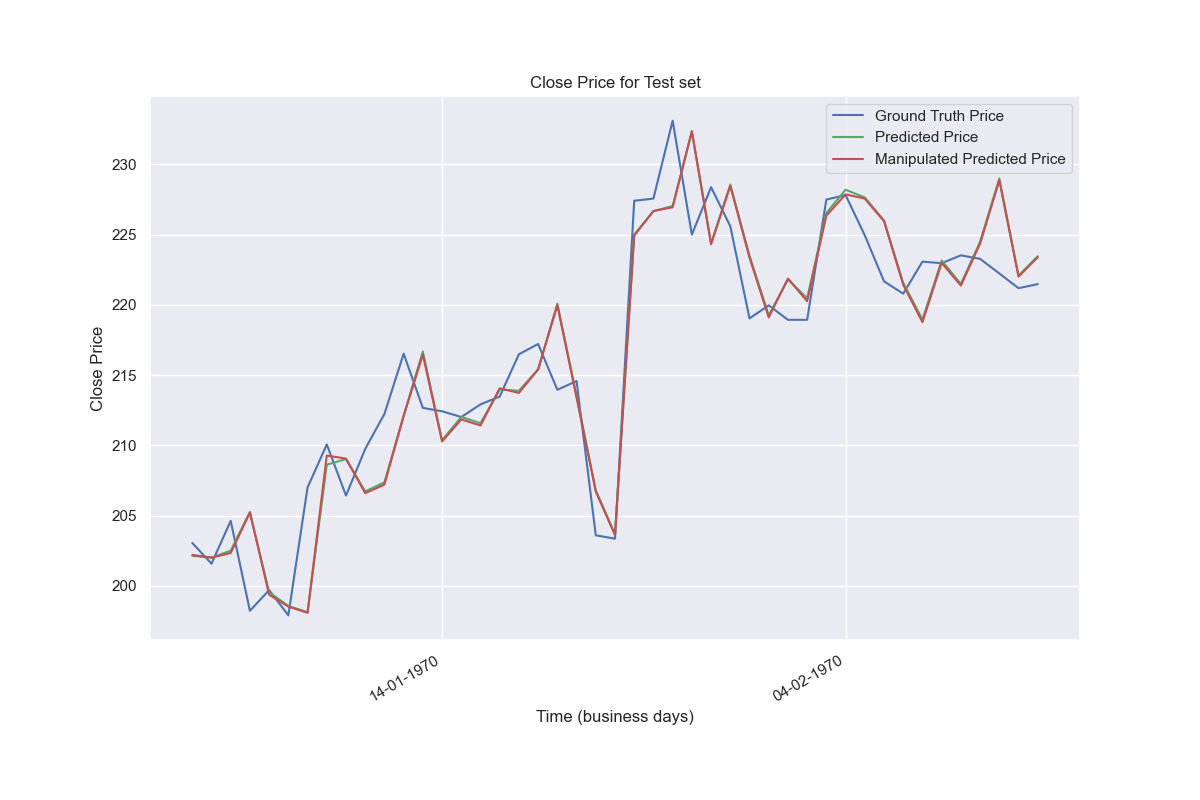 Close Price for Test set
Ground Truth Price
Predicted Price
Manipulated Predicted Price
Close Price
230
225
220
215
210
205
200
14-01-1970
04-02-1970
Time (business days)